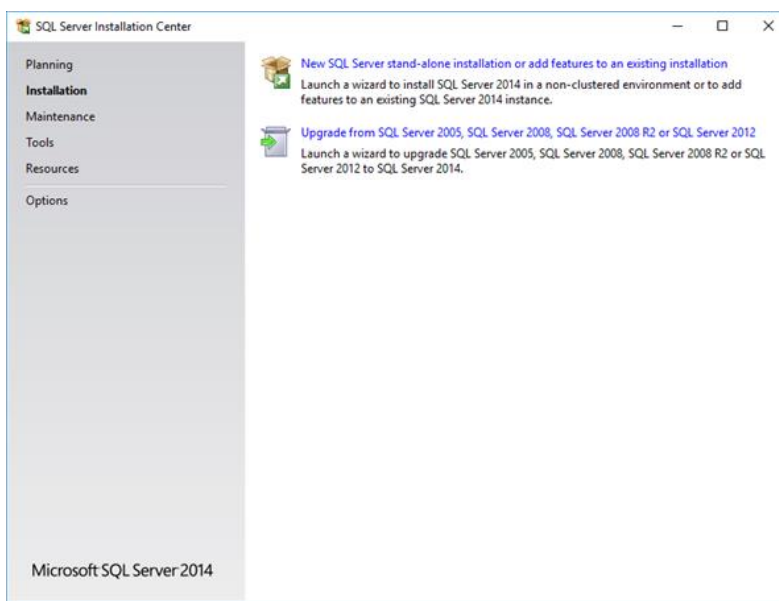 SQL Server Installation Center
Planning
Installation
Maintenance
Tools
Resources
Options
Microsoft SQL Server 2014
New SQL Server stand-alone installation or add features to an existing installation
Launch a wizard to install SQL Server 2014 in a non-clustered environment or to add
features to an existing SQL Server 2014 instance.
Upgrade from SQL Server 2005, SQL Server 2008, SQL Server 2008 R2 or SQL Server 2012
Launch a wizard to upgrade SQL Server 2005, SQL Server 2008, SQL Server 2008 R2 or SQL
Server 2012 to SQL Server 2014.